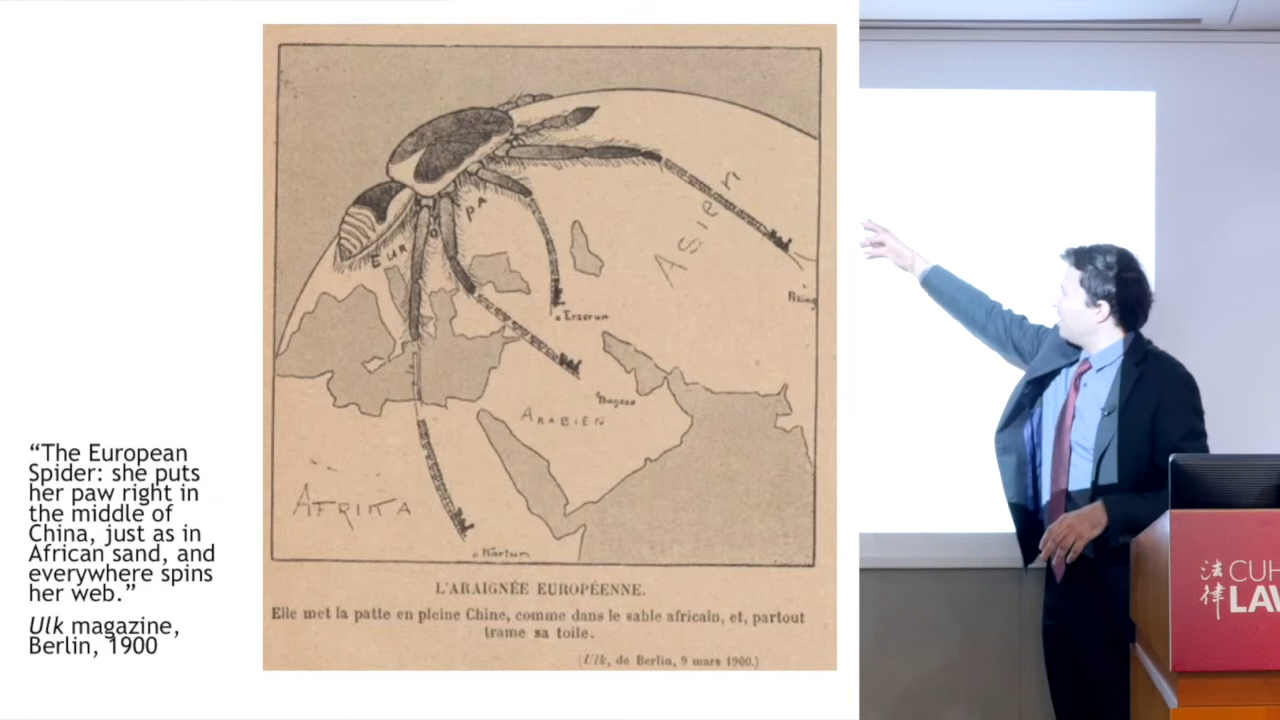 “The European
Spider: she puts
her paw right in
the middle of
China, just as in
African sand, and
everywhere spins
her web.”
Ulk magazine,
Berlin, 1900
EUROPA
ASIEN
Erzerum
ARABIEN
AFRIKA
Kartum
L'ARAIGNÉE EUROPÉENNE.
Elle met la patte en pleine Chine, comme dans le sable africain, et, partout
trame sa toile.
(Ulk, de Berlin, 9 mars 1900.)
法律
CUH
LAW